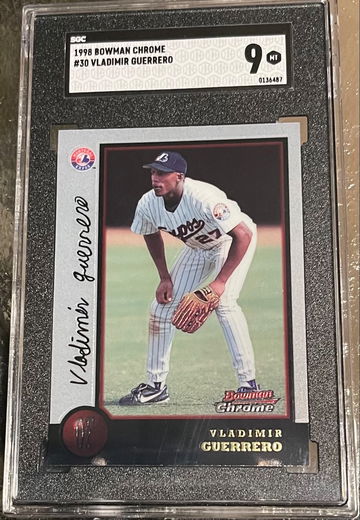 SGC
1998 BOWMAN CHROME
#30 VLADIMIR GUERRERO
9 MT
0136487
Vladimir Guerrero
Expos 27
Bowman
Chrome
VLADIMIR
GUERRERO